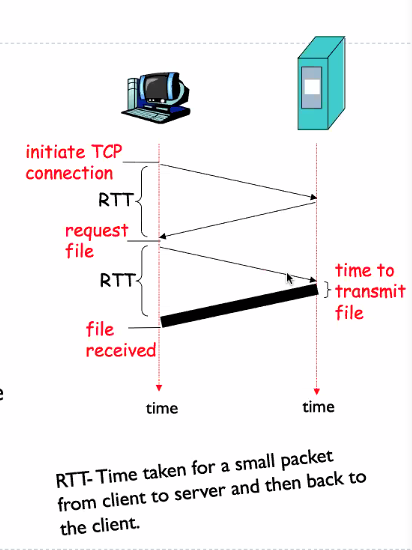 initiate TCP
connection
RTT
request
file
RTT
time to
transmit
file
file
received
time
time
RTT- Time taken for a small packet
from client to server and then back to
the client.